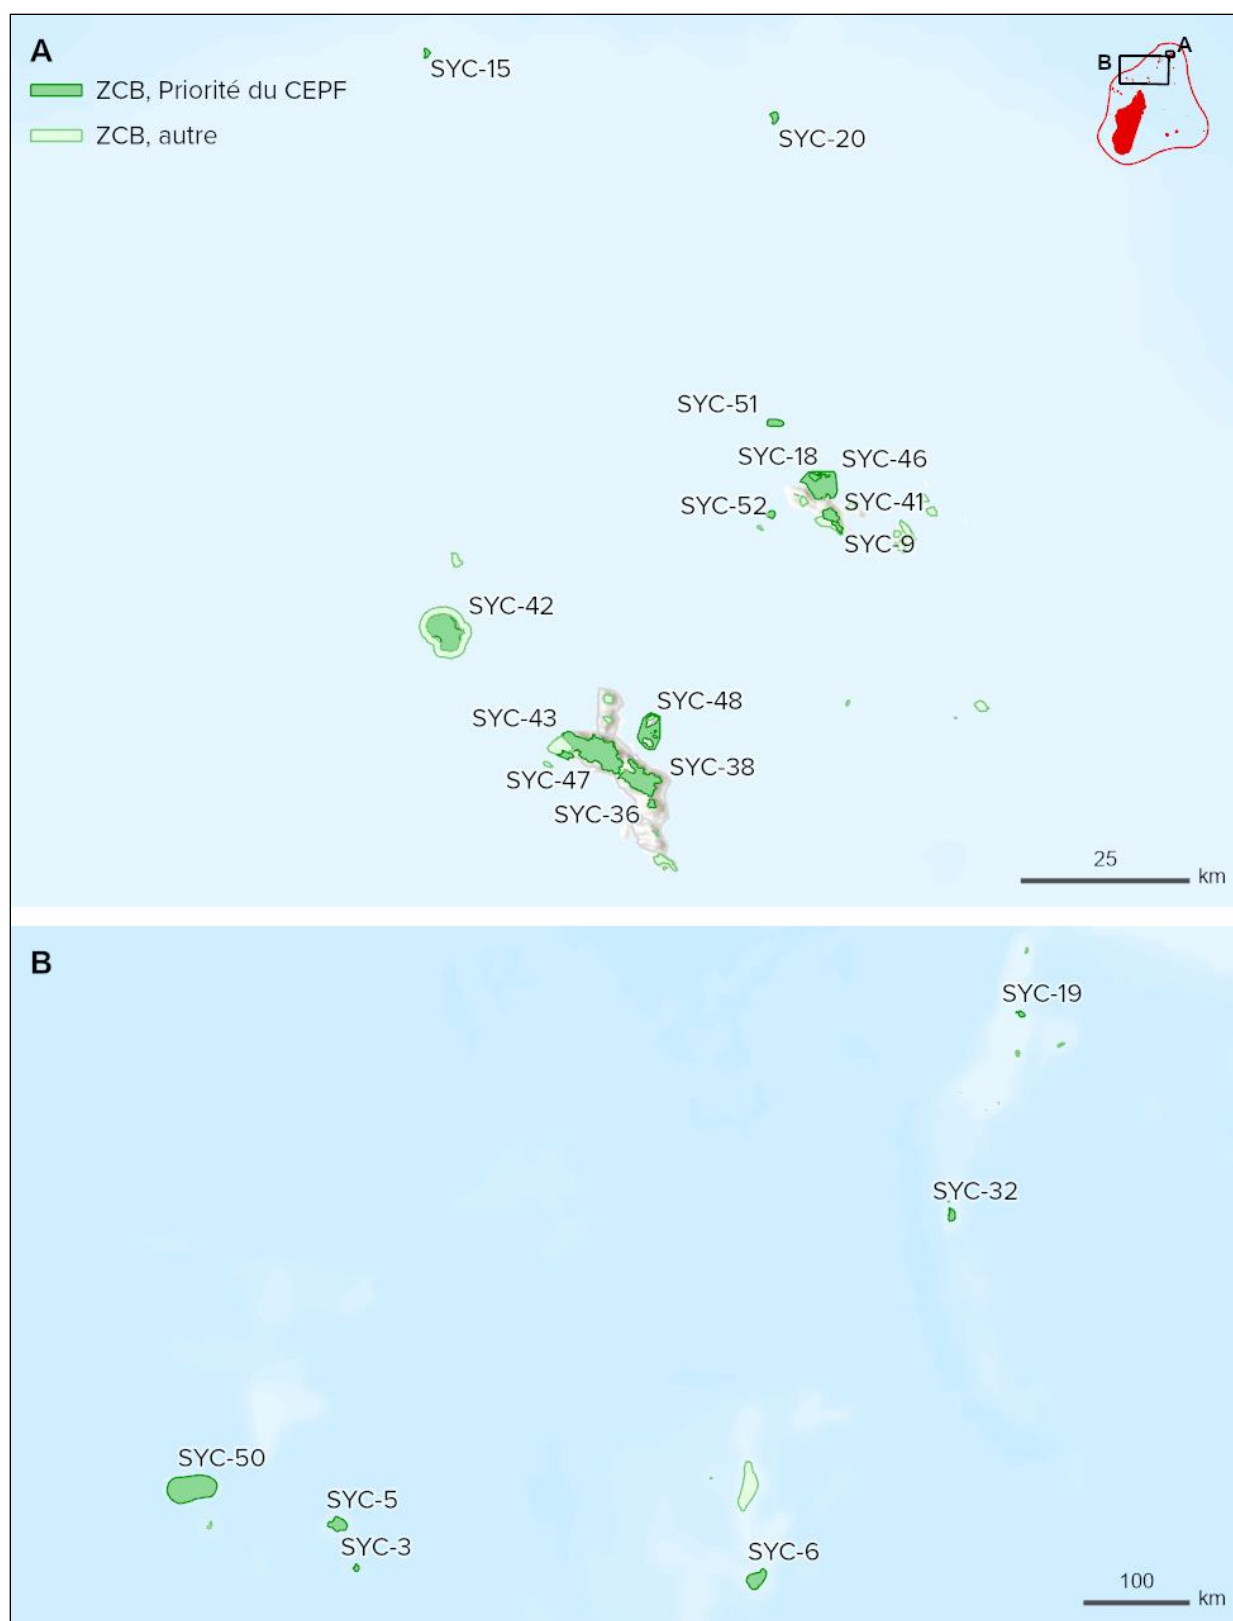 A
ZCB, Priorité du CEPF
ZCB, autre
A
B
SYC-15
SYC-20
SYC-51
SYC-18
SYC-46
SYC-52
SYC-41
SYC-9
SYC-42
SYC-48
SYC-43
SYC-38
SYC-47
SYC-36
25
km
B
SYC-19
SYC-32
SYC-50
SYC-5
SYC-3
SYC-6
100
km